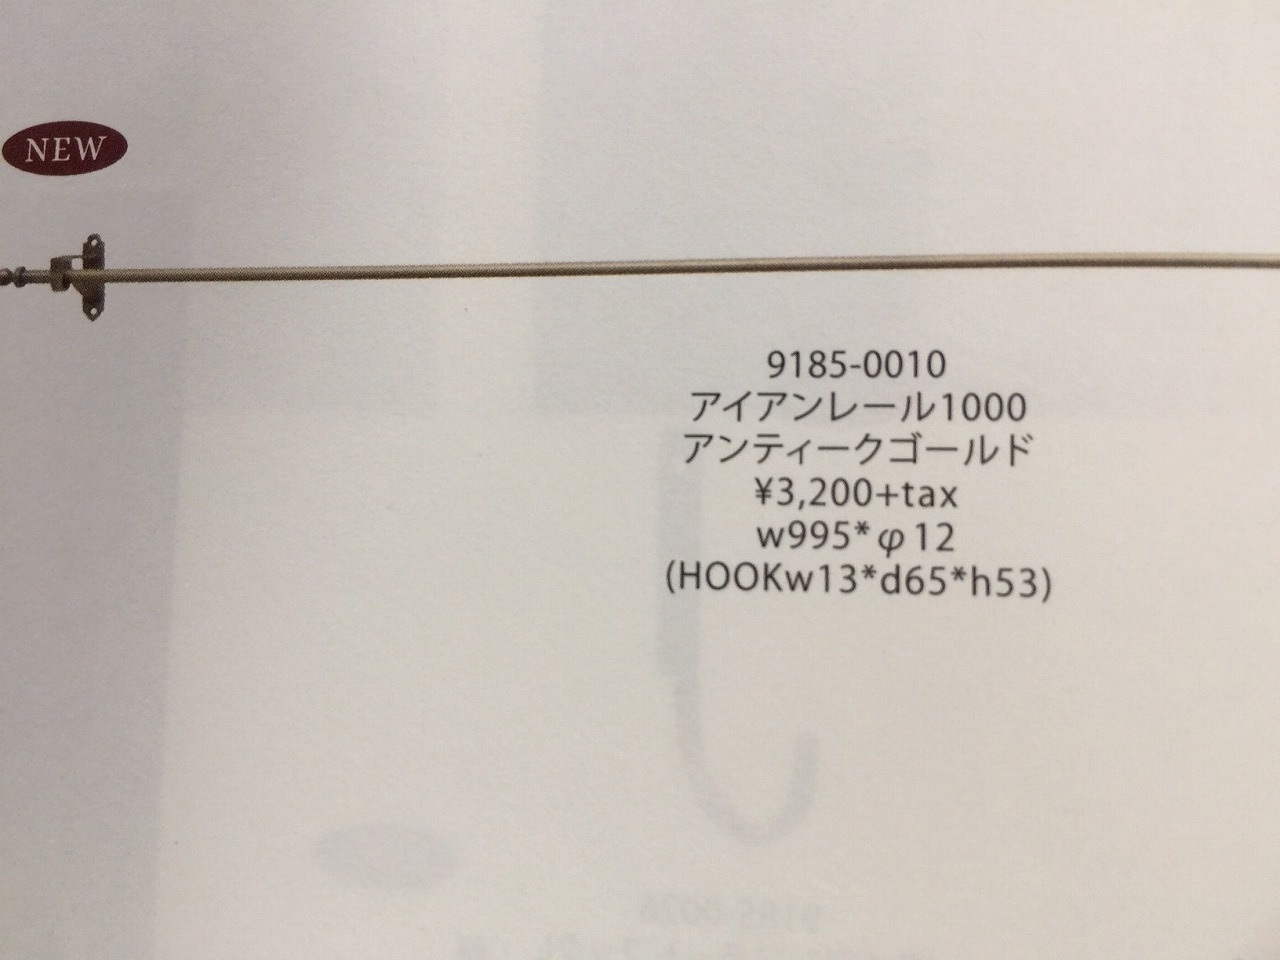 NEW
9185-0010
アイアンレール1000
アンティークゴールド
¥3,200+tax
w995*φ12
(HOOKw13*d65*h53)